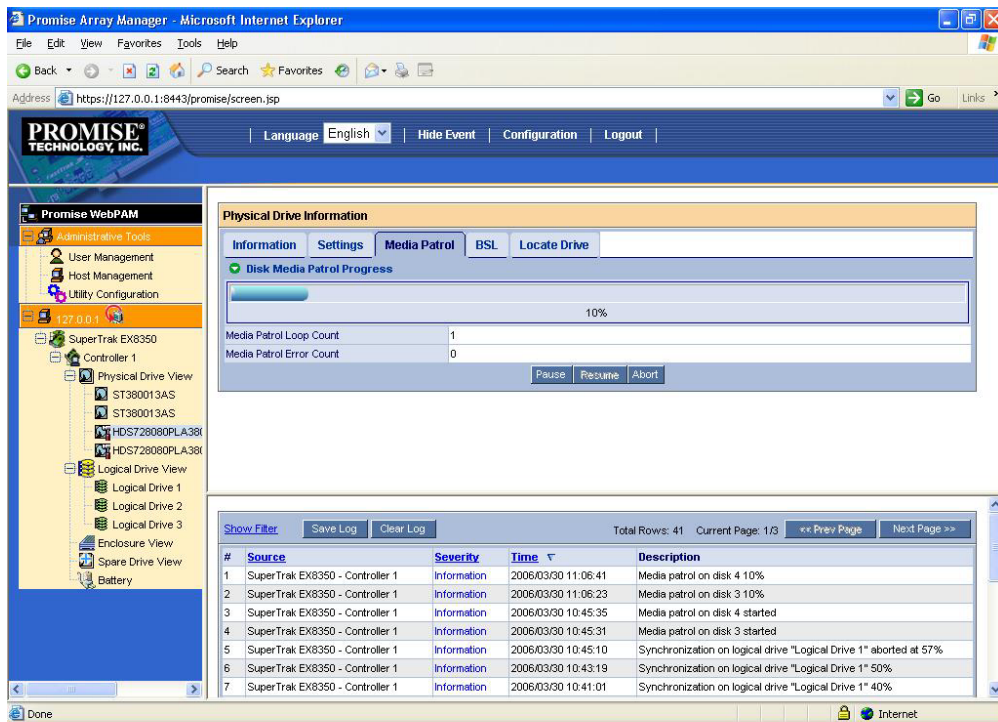 Promise Array Manager - Microsoft Internet Explorer
File Edit View Favorites Tools Help
Back Search Favorites
Address https://127.0.0.1:8443/promise/screen.jsp Go Links
PROMISE®
TECHNOLOGY, INC.
Language English | Hide Event | Configuration | Logout |
Promise WebPAM
Administrative Tools
User Management
Host Management
Utility Configuration
127.0.0.1
SuperTrak EX8350
Controller 1
Physical Drive View
ST380013AS
ST380013AS
HDS728080PLA380
HDS728080PLA380
Logical Drive View
Logical Drive 1
Logical Drive 2
Logical Drive 3
Enclosure View
Spare Drive View
Battery
Physical Drive Information
Information Settings Media Patrol BSL Locate Drive
Disk Media Patrol Progress
10%
Media Patrol Loop Count 1
Media Patrol Error Count 0
Pause Resume Abort
Show Filter Save Log Clear Log Total Rows: 41 Current Page: 1/3 << Prev Page Next Page >>
# Source Severity Time Description
1 SuperTrak EX8350 - Controller 1 Information 2006/03/30 11:06:41 Media patrol on disk 4 10%
2 SuperTrak EX8350 - Controller 1 Information 2006/03/30 11:06:23 Media patrol on disk 3 10%
3 SuperTrak EX8350 - Controller 1 Information 2006/03/30 10:45:35 Media patrol on disk 4 started
4 SuperTrak EX8350 - Controller 1 Information 2006/03/30 10:45:31 Media patrol on disk 3 started
5 SuperTrak EX8350 - Controller 1 Information 2006/03/30 10:45:10 Synchronization on logical drive "Logical Drive 1" aborted at 57%
6 SuperTrak EX8350 - Controller 1 Information 2006/03/30 10:43:19 Synchronization on logical drive "Logical Drive 1" 50%
7 SuperTrak EX8350 - Controller 1 Information 2006/03/30 10:41:01 Synchronization on logical drive "Logical Drive 1" 40%
Done Internet